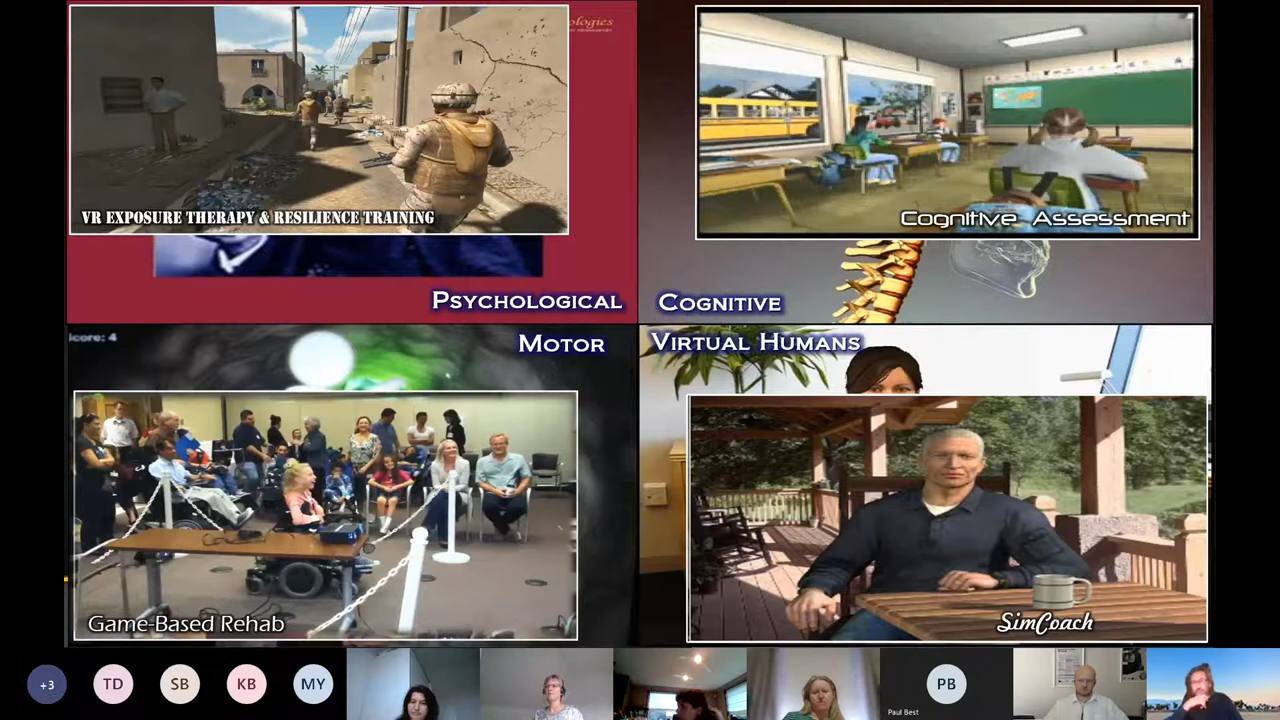 ologies
VR EXPOSURE THERAPY & RESILIENCE TRAINING
Cognitive Assessment
PSYCHOLOGICAL
COGNITIVE
core: 4
MOTOR
VIRTUAL HUMANS
Game-Based Rehab
SimCoach
+3
TD
SB
KB
MY
PB
Paul Best